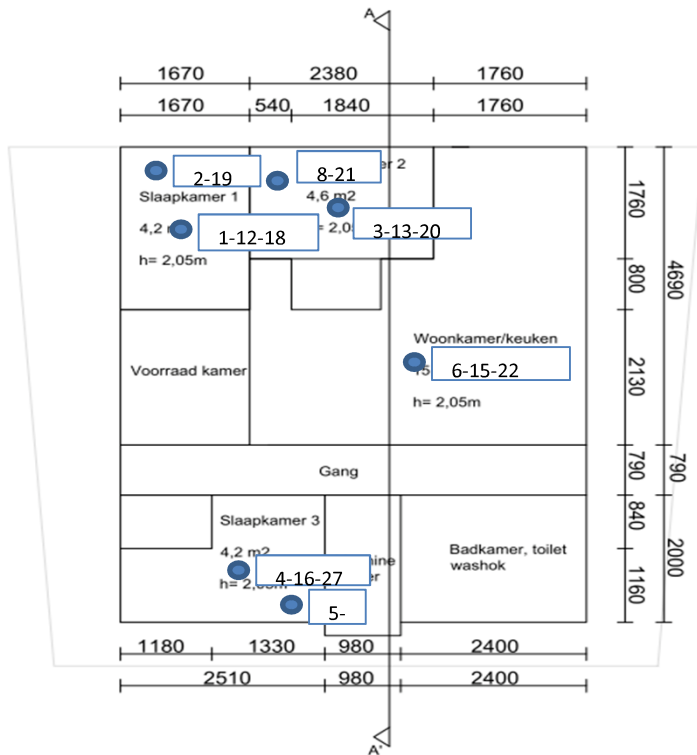 A
1670 2380 1760
1670 540 1840 1760
2-19
8-21
2
Slaapkamer 1
4,6 m2
3-13-20
4,2
1-12-18
h= 2,05m
1760
800
4690
Woonkamer/keuken
Voorraad kamer
6-15-22
15
h= 2,05m
2130
Gang
790
790
Slaapkamer 3
840
Badkamer, toilet
washok
4,2 m2
4-16-27
5-
2000
1160
1180 1330 980 2400
2510 980 2400
A'